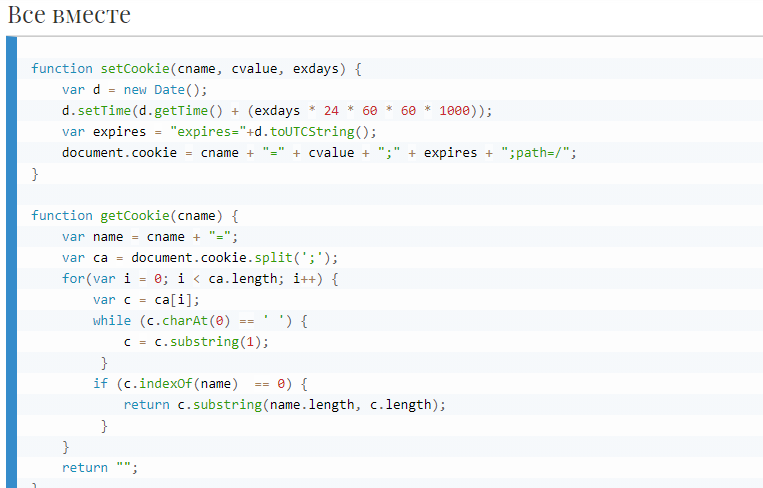 Все вместе
function setCookie(cname, cvalue, exdays) {
    var d = new Date();
    d.setTime(d.getTime() + (exdays * 24 * 60 * 60 * 1000));
    var expires = "expires="+d.toUTCString();
    document.cookie = cname + "=" + cvalue + ";" + expires + ";path=/";
}
function getCookie(cname) {
    var name = cname + "=";
    var ca = document.cookie.split(';');
    for(var i = 0; i < ca.length; i++) {
        var c = ca[i];
        while (c.charAt(0) == ' ') {
            c = c.substring(1);
         }
        if (c.indexOf(name)  == 0) {
            return c.substring(name.length, c.length);
         }
    }
    return "";
}